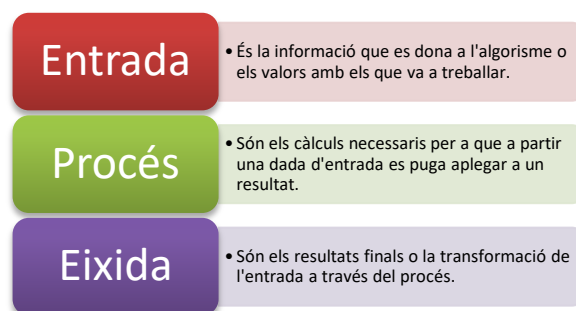 Entrada
• És la informació que es dona a l'algorisme o
els valors amb els que va a treballar.
Procés
• Són els càlculs necessaris per a que a partir
una dada d'entrada es puga aplegar a un
resultat.
Eixida
• Són els resultats finals o la transformació de
l'entrada a través del procés.